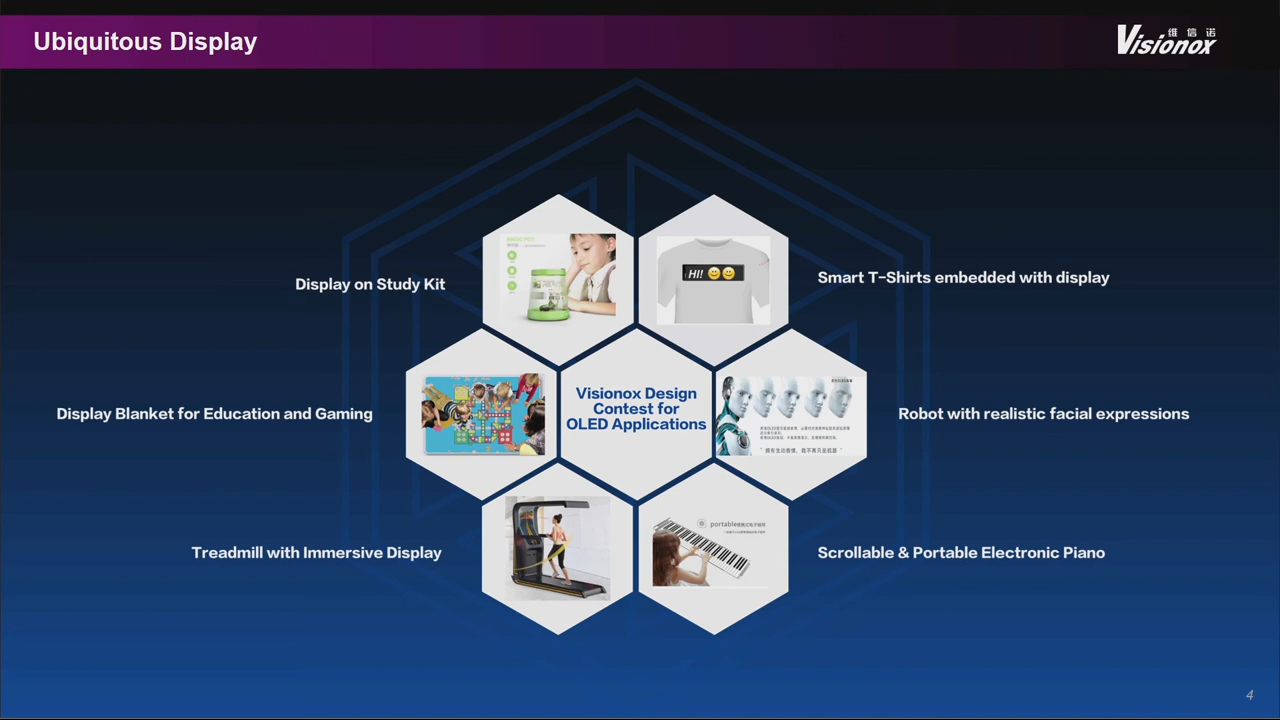 Ubiquitous Display
维信诺
Visionox
Display on Study Kit
Smart T-Shirts embedded with display
HI!
Display Blanket for Education and Gaming
Visionox Design
Contest for
OLED Applications
Robot with realistic facial expressions
Treadmill with Immersive Display
portable
Scrollable & Portable Electronic Piano
4